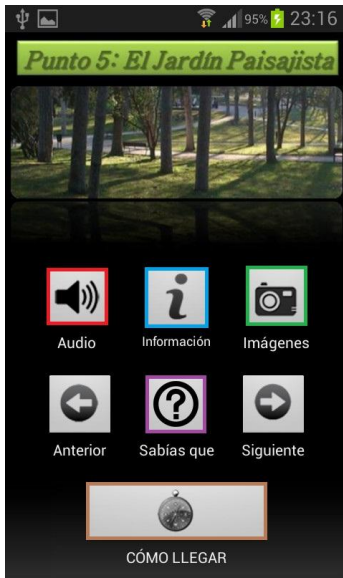 95% 23:16
Punto 5: El Jardín Paisajista
Audio Información Imágenes
Anterior Sabías que Siguiente
CÓMO LLEGAR